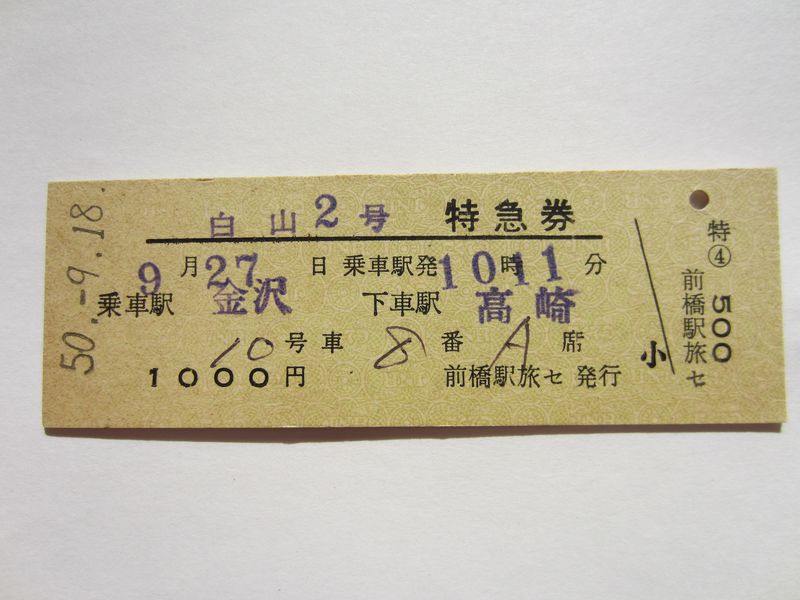 50.-9.18.
白山2号 特急券
9月27日 乗車駅発 10時11分
乗車駅 金沢 下車駅 高崎
10号車 8番 A席
1000円 前橋駅旅セ 発行
小
特④ 500
前橋駅旅セ